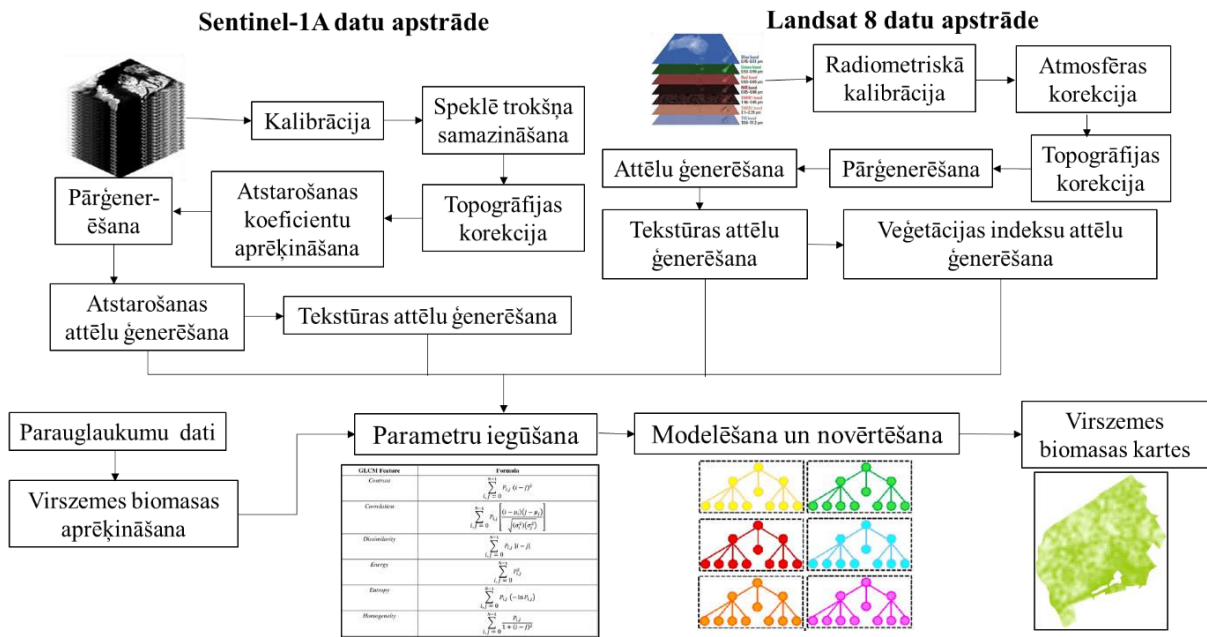 Sentinel-1A datu apstrāde
Kalibrācija
Speklē trokšņa
samazināšana
Topogrāfijas
korekcija
Atstarošanas
koeficientu
aprēķināšana
Pārģener-
ēšana
Atstarošanas
attēlu ģenerēšana
Tekstūras attēlu ģenerēšana
Landsat 8 datu apstrāde
Radiometriskā
kalibrācija
Atmosfēras
korekcija
Topogrāfijas
korekcija
Pārģenerēšana
Attēlu ģenerēšana
Tekstūras attēlu
ģenerēšana
Veģetācijas indeksu attēlu
ģenerēšana
Parauglaukumu dati
Virszemes biomasas
aprēķināšana
Parametru iegūšana
Modelēšana un novērtēšana
Virszemes
biomasas kartes
GLCM Feature Formula
Contrast
Correlation
Dissimilarity
Energy
Entropy
Homogeneity